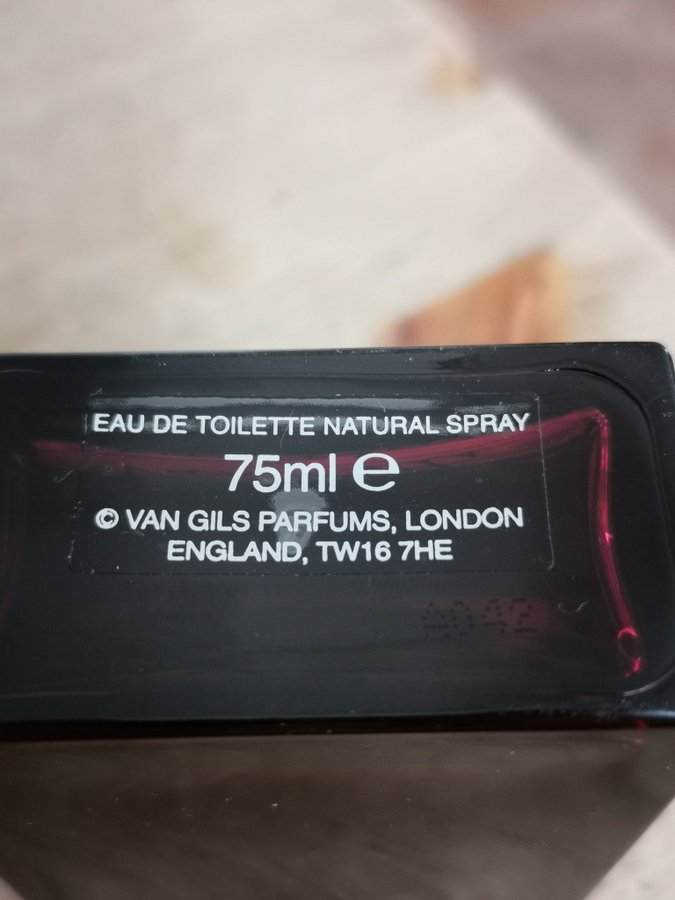 EAU DE TOILETTE NATURAL SPRAY
75ml ℮
© VAN GILS PARFUMS, LONDON
ENGLAND, TW16 7HE